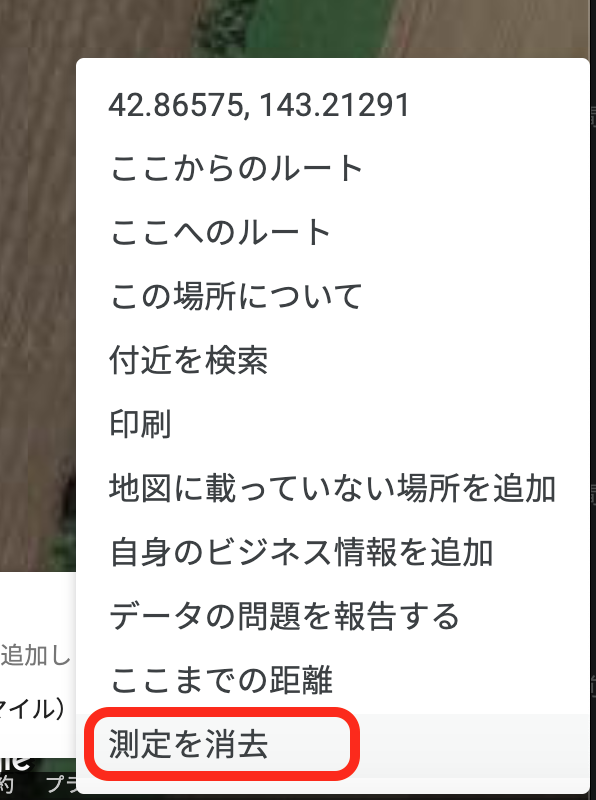 42.86575, 143.21291
ここからのルート
ここへのルート
この場所について
付近を検索
印刷
地図に載っていない場所を追加
自身のビジネス情報を追加
データの問題を報告する
追加し
ここまでの距離
マイル）
測定を消去
約 プラ